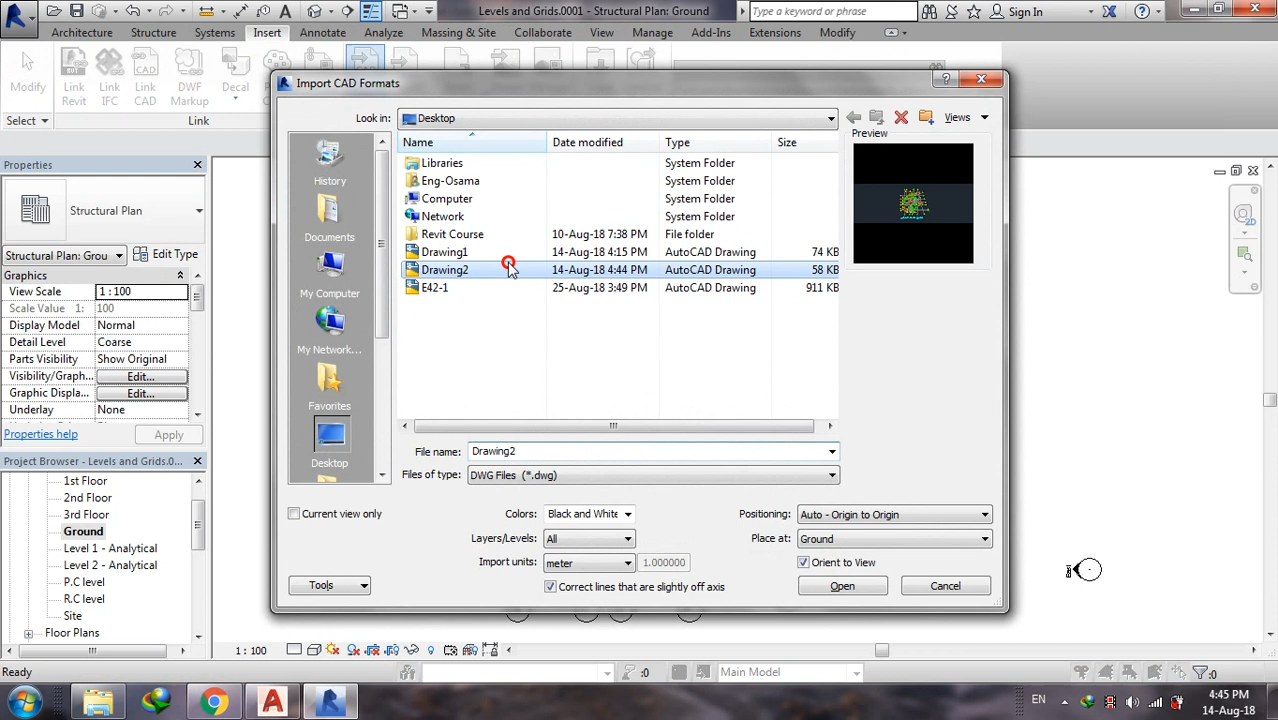 Levels and Grids.0001 - Structural Plan: Ground
Type a keyword or phrase
Sign In
Architecture Structure Systems Insert Annotate Analyze Massing & Site Collaborate View Manage Add-Ins Extensions Modify
Modify
Link Revit
Link IFC
Link CAD
DWF Markup
Decal
Select
Link
Import CAD Formats
Look in: Desktop
Views
Name Date modified Type Size
Preview
Libraries System Folder
Eng-Osama System Folder
Computer System Folder
Network System Folder
Revit Course 10-Aug-18 7:38 PM File folder
Drawing1 14-Aug-18 4:15 PM AutoCAD Drawing 74 KB
Drawing2 14-Aug-18 4:44 PM AutoCAD Drawing 58 KB
E42-1 25-Aug-18 3:49 PM AutoCAD Drawing 911 KB
History
Documents
My Computer
My Network...
Favorites
Desktop
File name: Drawing2
Files of type: DWG Files (*.dwg)
Current view only
Colors: Black and White
Positioning: Auto - Origin to Origin
Layers/Levels: All
Place at: Ground
Import units: meter 1.000000
Orient to View
Correct lines that are slightly off axis
Tools
Open
Cancel
Properties
Structural Plan
Structural Plan: Grou
Edit Type
Graphics
View Scale 1 : 100
Scale Value 1: 100
Display Model Normal
Detail Level Coarse
Parts Visibility Show Original
Visibility/Graph... Edit...
Graphic Displa... Edit...
Underlay None
Properties help
Apply
Project Browser - Levels and Grids.0...
1st Floor
2nd Floor
3rd Floor
Ground
Level 1 - Analytical
Level 2 - Analytical
P.C level
R.C level
Site
Floor Plans
1 : 100
Ready
:0
Main Model
:0
EN
4:45 PM
14-Aug-18